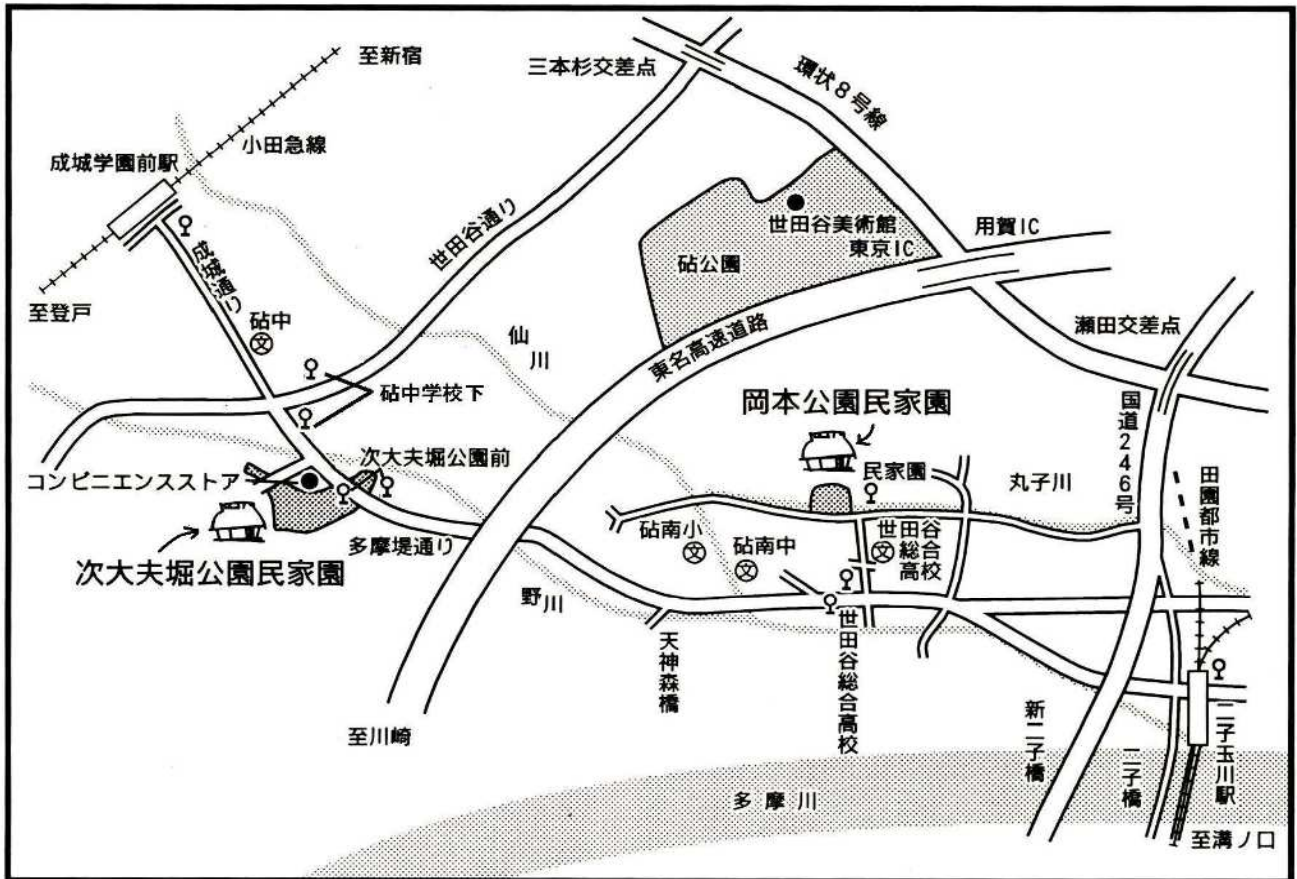 至新宿
三本杉交差点
環状8号線
小田急線
成城学園前駅
世田谷通り
世田谷美術館
用賀IC
東京IC
砧公園
成城通り
至登戸
砧中
文
仙川
東名高速道路
瀬田交差点
砧中学校下
岡本公園民家園
国道246号
次大夫堀公園前
民家園
丸子川
田園都市線
コンビニエンスストア
砧南小
文
砧南中
文
世田谷総合高校
文
多摩堤通り
次大夫堀公園民家園
野川
天神森橋
世田谷総合高校
至川崎
新二子橋
二子橋
二子玉川駅
多摩川
至溝ノ口